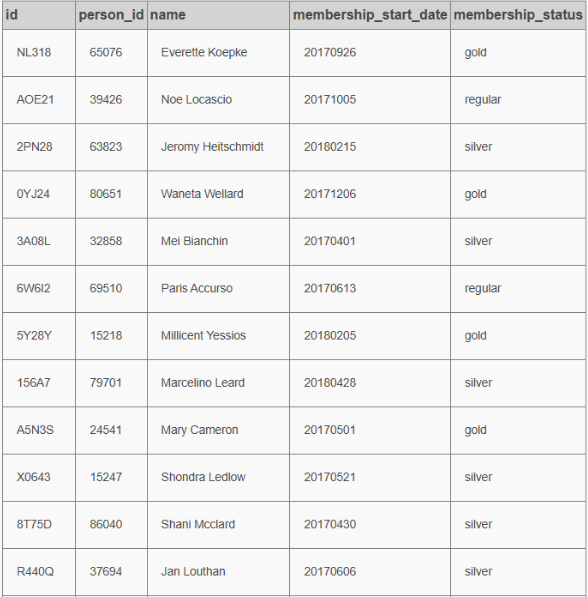 id person_id name membership_start_date membership_status
NL318 65076 Everette Koepke 20170926 gold
AOE21 39426 Noe Locascio 20171005 regular
2PN28 63823 Jeromy Heitschmidt 20180215 silver
0YJ24 80651 Waneta Wellard 20171206 gold
3A08L 32858 Mei Bianchin 20170401 silver
6W6I2 69510 Paris Accurso 20170613 regular
5Y28Y 15218 Millicent Yessios 20180205 gold
156A7 79701 Marcelino Leard 20180428 silver
A5N3S 24541 Mary Cameron 20170501 gold
X0643 15247 Shondra Ledlow 20170521 silver
8T75D 86040 Shani Mcclard 20170430 silver
R440Q 37694 Jan Louthan 20170606 silver